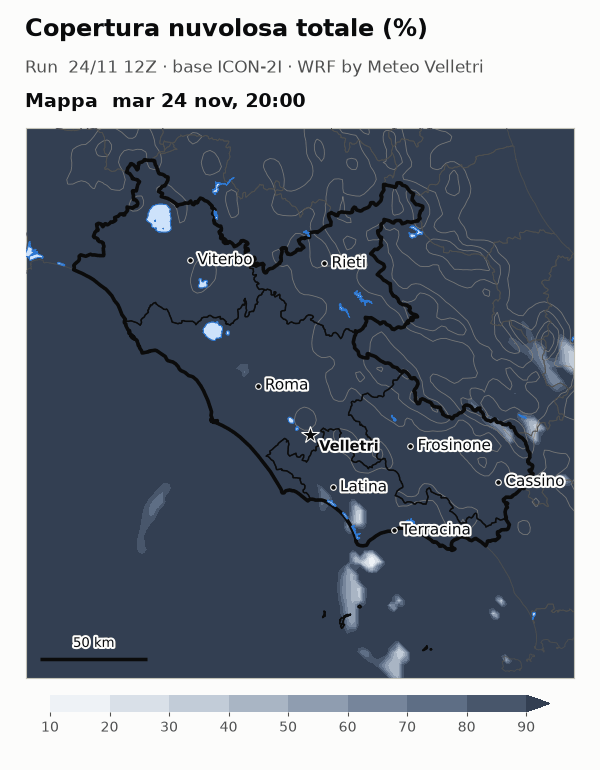 Copertura nuvolosa totale (%)
Run 24/11 12Z · base ICON-2I · WRF by Meteo Velletri
Mappa mar 24 nov, 20:00
Viterbo
Rieti
Roma
Velletri
Frosinone
Cassino
Latina
Terracina
50 km
10 20 30 40 50 60 70 80 90